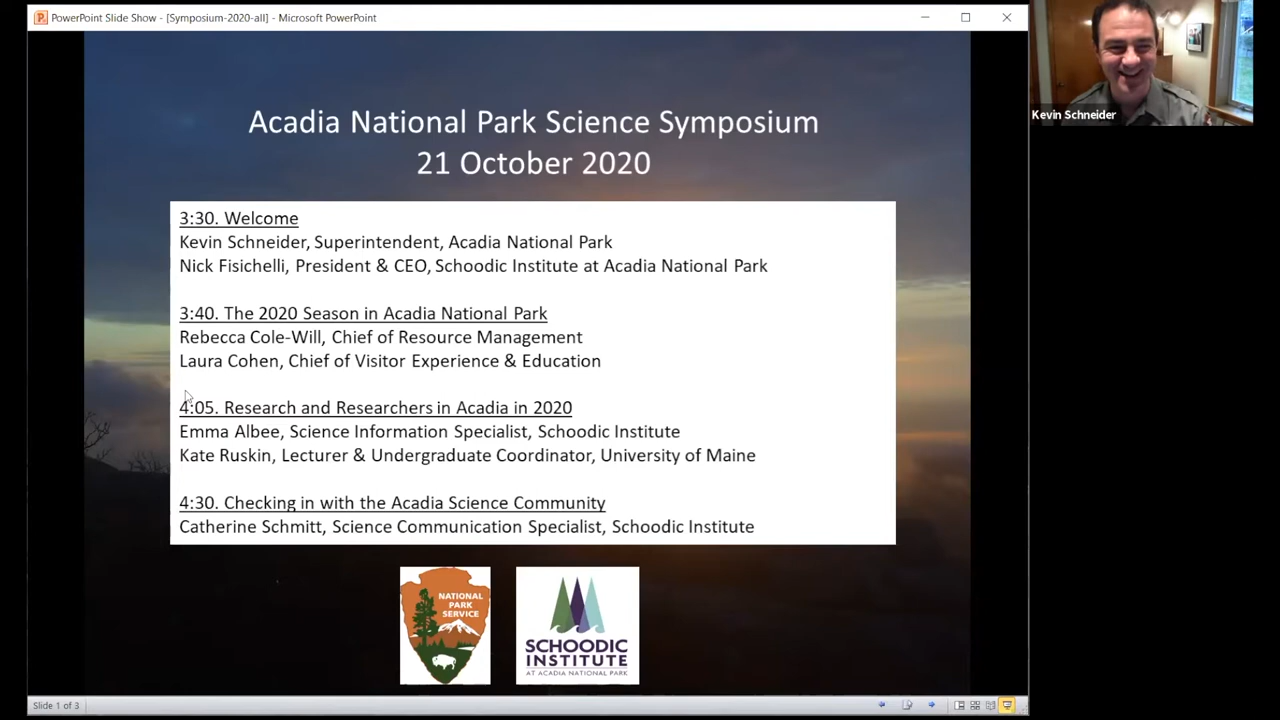 PowerPoint Slide Show - [Symposium-2020-all] - Microsoft PowerPoint
Kevin Schneider
Acadia National Park Science Symposium
21 October 2020
3:30. Welcome
Kevin Schneider, Superintendent, Acadia National Park
Nick Fisichelli, President & CEO, Schoodic Institute at Acadia National Park
3:40. The 2020 Season in Acadia National Park
Rebecca Cole-Will, Chief of Resource Management
Laura Cohen, Chief of Visitor Experience & Education
4:05. Research and Researchers in Acadia in 2020
Emma Albee, Science Information Specialist, Schoodic Institute
Kate Ruskin, Lecturer & Undergraduate Coordinator, University of Maine
4:30. Checking in with the Acadia Science Community
Catherine Schmitt, Science Communication Specialist, Schoodic Institute
NATIONAL
PARK
SERVICE
SCHOODIC
INSTITUTE
AT ACADIA NATIONAL PARK
Slide 1 of 3